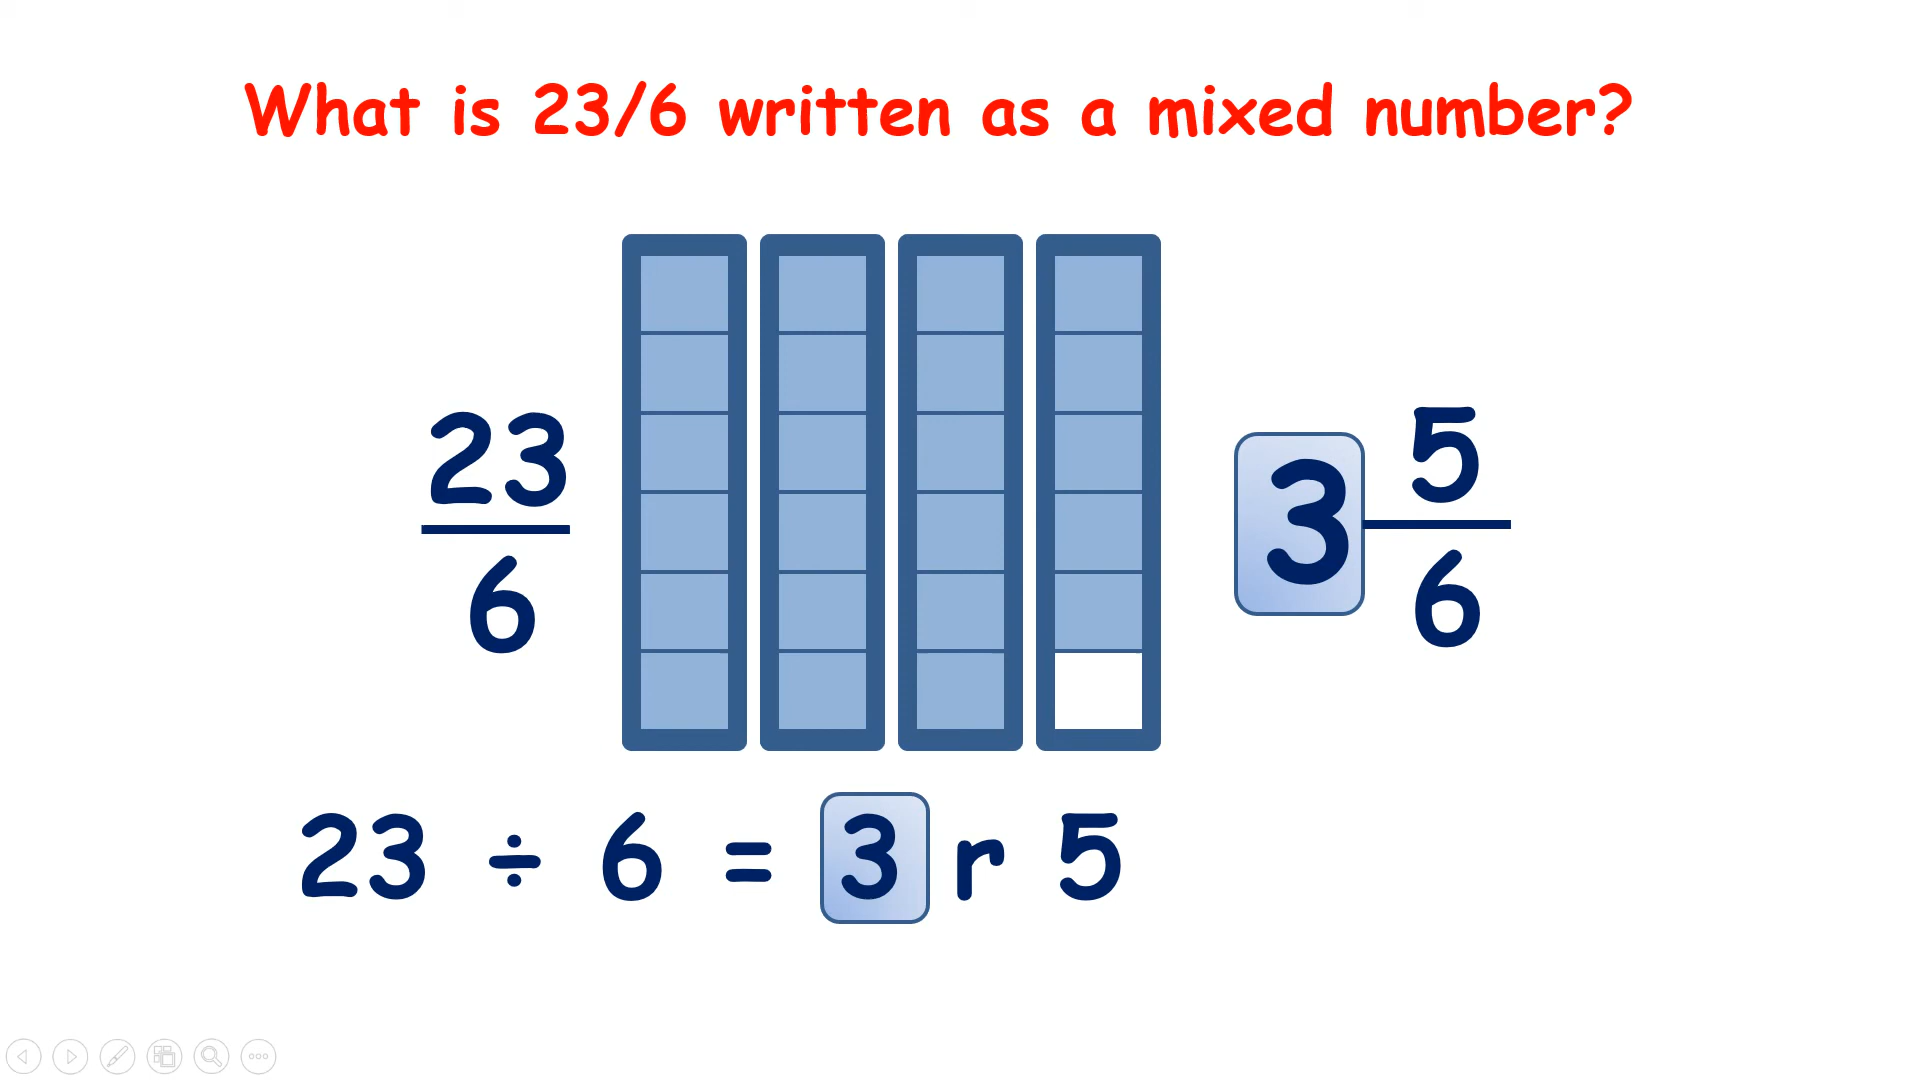 What is 23/6 written as a mixed number?
23
6
3 5
6
23 ÷ 6 = 3 r 5